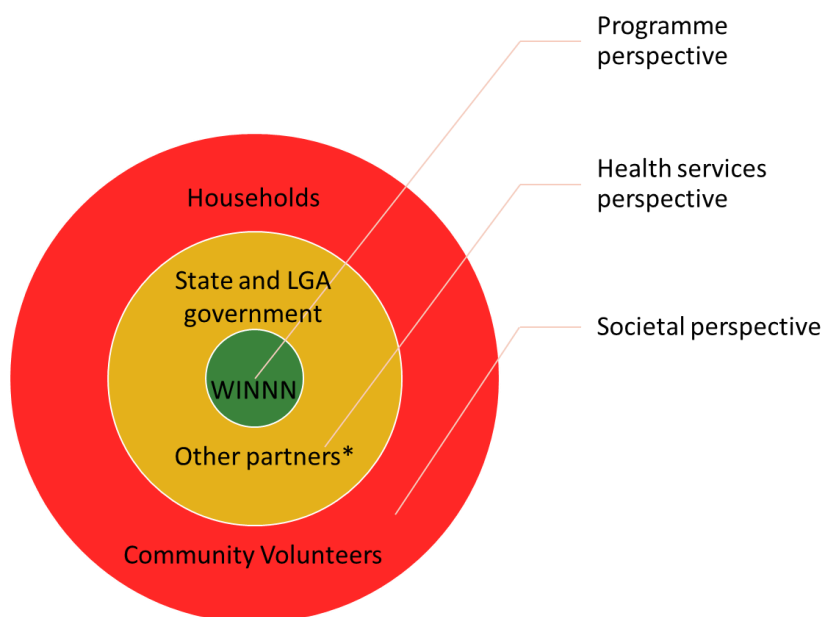 Programme
perspective
Households
Health services
perspective
State and LGA
government
Societal perspective
WINNN
Other partners*
Community Volunteers